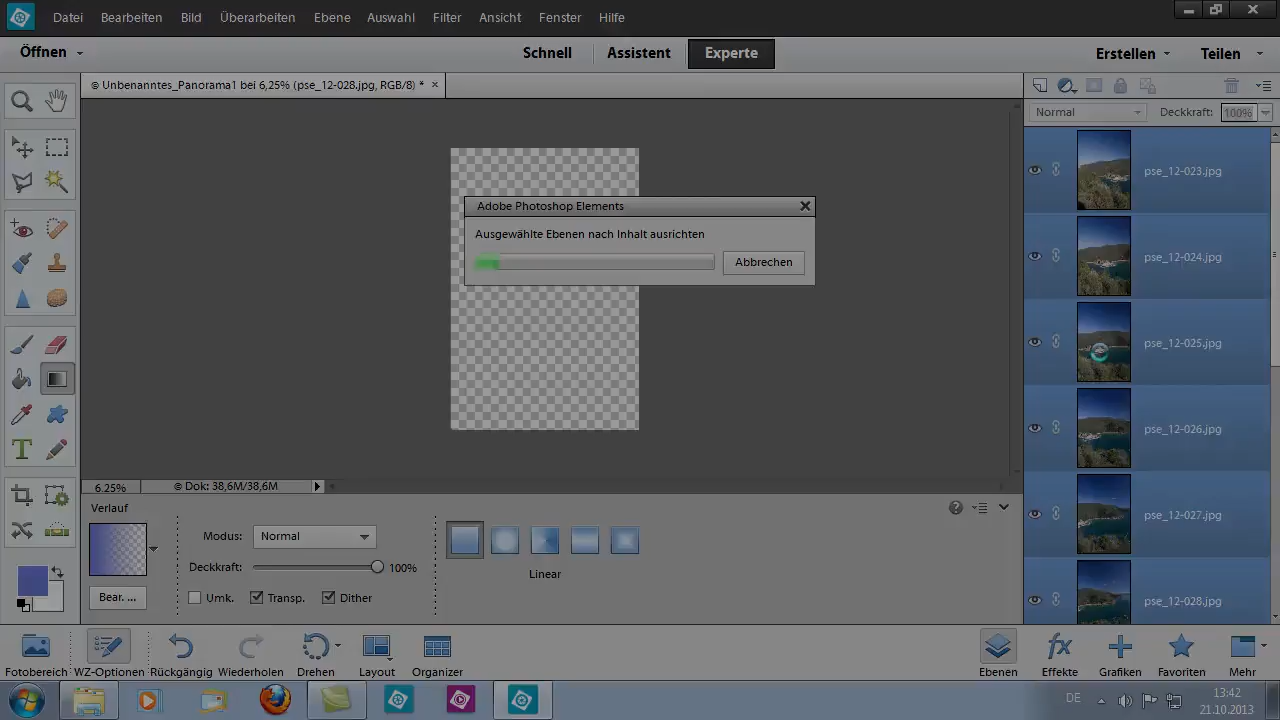 Datei Bearbeiten Bild Überarbeiten Ebene Auswahl Filter Ansicht Fenster Hilfe
Öffnen Schnell Assistent Experte Erstellen Teilen
© Unbenanntes_Panorama1 bei 6,25% (pse_12-028.jpg, RGB/8) *
Normal Deckkraft: 100%
pse_12-023.jpg
Adobe Photoshop Elements
Ausgewählte Ebenen nach Inhalt ausrichten
Abbrechen
pse_12-024.jpg
pse_12-025.jpg
pse_12-026.jpg
pse_12-027.jpg
pse_12-028.jpg
6.25% © Dok: 38,6M/38,6M
Verlauf
Modus: Normal
Deckkraft: 100%
Linear
Bear. ... Umk. Transp. Dither
Fotobereich WZ-Optionen Rückgängig Wiederholen Drehen Layout Organizer Ebenen Effekte Grafiken Favoriten Mehr
DE 13:42
21.10.2013